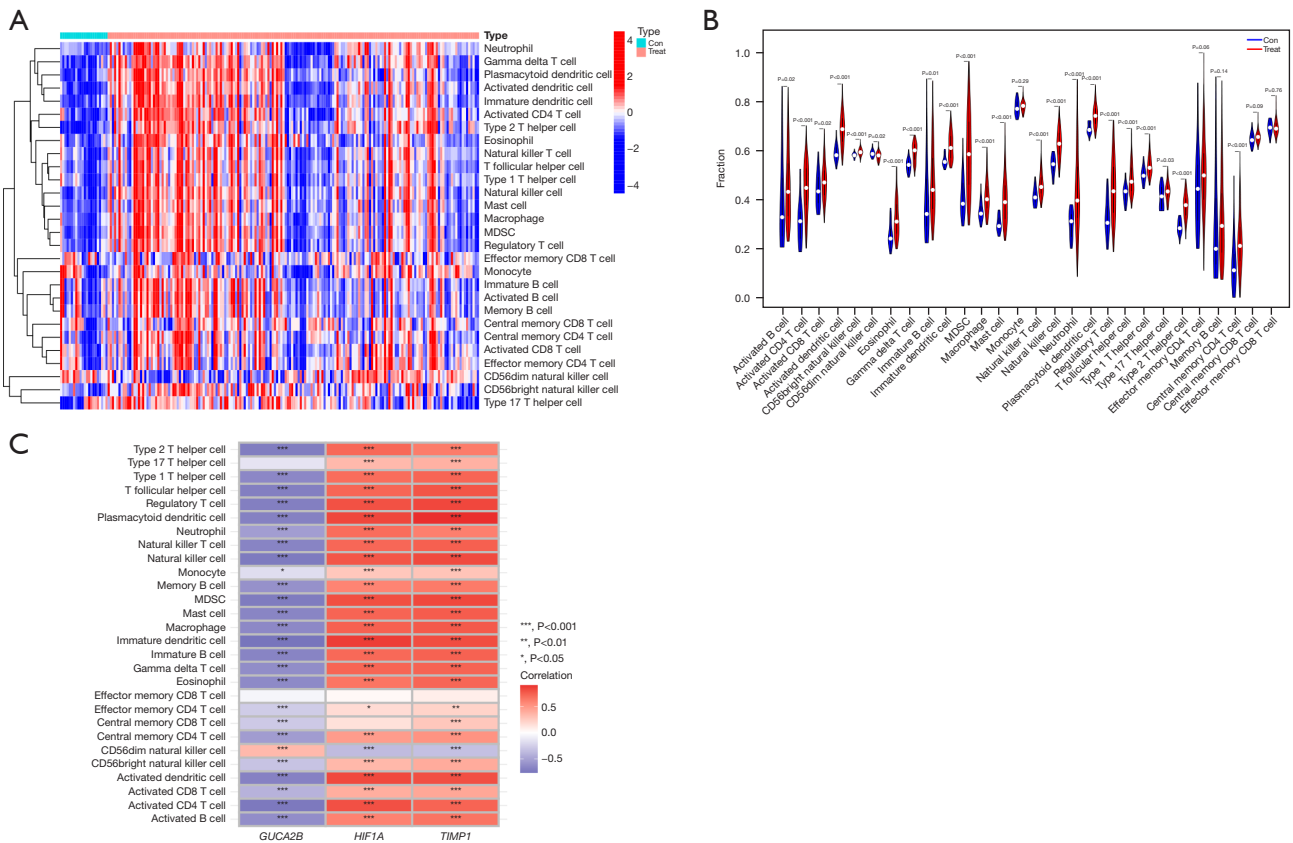 A
Type
Neutrophil
Gamma delta T cell
Plasmacytoid dendritic cell
Activated dendritic cell
Immature dendritic cell
Activated CD4 T cell
Type 2 T helper cell
Eosinophil
Natural killer T cell
T follicular helper cell
Type 1 T helper cell
Natural killer cell
Mast cell
Macrophage
MDSC
Regulatory T cell
Effector memory CD8 T cell
Monocyte
Immature B cell
Activated B cell
Memory B cell
Central memory CD8 T cell
Central memory CD4 T cell
Activated CD8 T cell
Effector memory CD4 T cell
CD56dim natural killer cell
CD56bright natural killer cell
Type 17 T helper cell
4
2
0
−2
−4
Type
Con
Treat
B
Con
Treat
Fraction
1.0
0.8
0.6
0.4
0.2
0.0
P=0.02
P<0.001
P=0.02
P<0.001
P<0.001
P=0.02
P<0.001
P<0.001
P=0.01
P<0.001
P<0.001
P<0.001
P<0.001
P=0.29
P<0.001
P<0.001
P<0.001
P<0.001
P<0.001
P<0.001
P<0.001
P=0.03
P<0.001
P=0.06
P=0.14
P<0.001
P=0.09
P=0.76
Activated B cell
Activated CD4 T cell
Activated CD8 T cell
Activated dendritic cell
CD56bright natural killer cell
CD56dim natural killer cell
Eosinophil
Gamma delta T cell
Immature B cell
Immature dendritic cell
MDSC
Macrophage
Mast cell
Monocyte
Natural killer T cell
Natural killer cell
Neutrophil
Plasmacytoid dendritic cell
Regulatory T cell
T follicular helper cell
Type 1 T helper cell
Type 17 T helper cell
Type 2 T helper cell
Effector memory CD4 T cell
Memory B cell
Central memory CD4 T cell
Central memory CD8 T cell
Effector memory CD8 T cell
C
Type 2 T helper cell *** *** ***
Type 17 T helper cell *** ***
Type 1 T helper cell *** *** ***
T follicular helper cell *** *** ***
Regulatory T cell *** *** ***
Plasmacytoid dendritic cell *** *** ***
Neutrophil *** *** ***
Natural killer T cell *** *** ***
Natural killer cell *** *** ***
Monocyte * *** ***
Memory B cell *** *** ***
MDSC *** *** ***
Mast cell *** *** ***
Macrophage *** *** ***
Immature dendritic cell *** *** ***
Immature B cell *** *** ***
Gamma delta T cell *** *** ***
Eosinophil *** *** ***
Effector memory CD8 T cell
Effector memory CD4 T cell *** * **
Central memory CD8 T cell *** ***
Central memory CD4 T cell *** *** ***
CD56dim natural killer cell *** *** ***
CD56bright natural killer cell *** *** ***
Activated dendritic cell *** *** ***
Activated CD8 T cell *** *** ***
Activated CD4 T cell *** *** ***
Activated B cell *** *** ***
GUCA2B HIF1A TIMP1
***, P<0.001
**, P<0.01
*, P<0.05
Correlation
0.5
0.0
−0.5